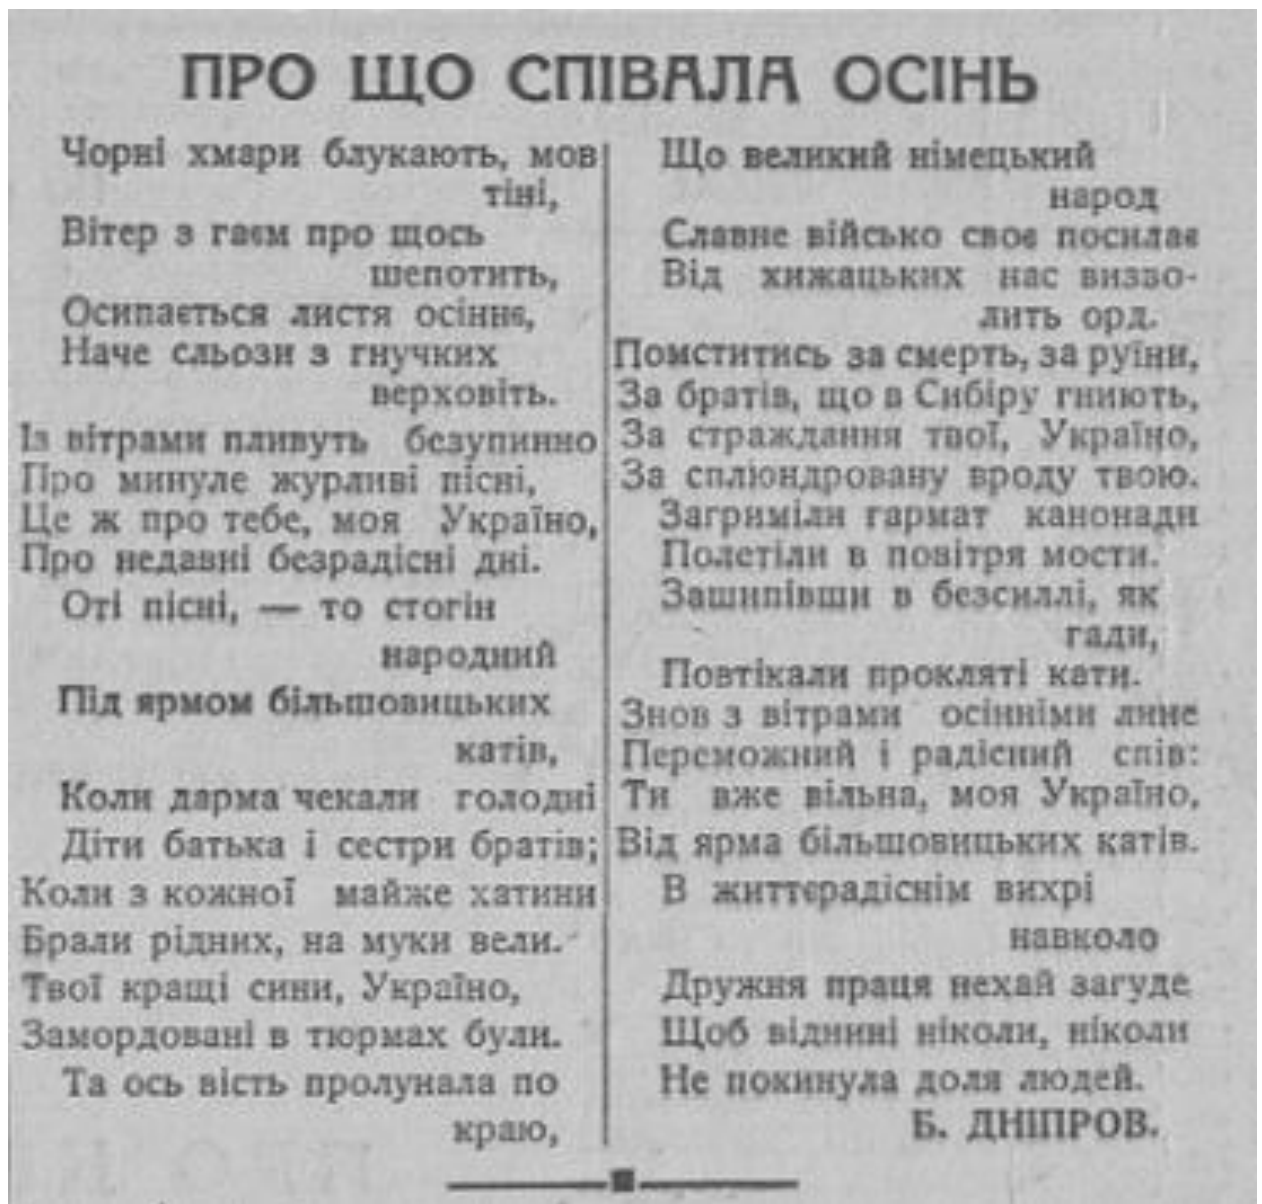 ПРО ЩО СПІВАЛА ОСІНЬ
Чорні хмари блукають, мов
тіні,
Вітер з гаєм про щось
шепотить,
Осипається листя осіннє,
Наче сльози з гнучких
верховіть.
Із вітрами пливуть безупинно
Про минуле журливі пісні,
Це ж про тебе, моя Україно,
Про недавні безрадісні дні.
Оті пісні, — то стогін
народний
Під ярмом більшовицьких
катів,
Коли дарма чекали голодні
Діти батька і сестри братів;
Коли з кожної майже хатини
Брали рідних, на муки вели.
Твої кращі сини, Україно,
Замордовані в тюрмах були.
Та ось вість пролунала по
краю,
Що великий німецький
народ
Славне військо своє посилає
Від хижацьких нас визво-
лить орд.
Помститись за смерть, за руїни,
За братів, що в Сибіру гниють,
За страждання твої, Україно,
За сплюндровану вроду твою.
Загриміли гармат канонади
Полетіли в повітря мости.
Зашипівши в безсиллі, як
гади,
Повтікали прокляті кати.
Знов з вітрами осінніми лине
Переможний і радісний спів:
Ти вже вільна, моя Україно,
Від ярма більшовицьких катів.
В життєрадіснім вихрі
навколо
Дружня праця нехай загуде
Щоб віднині ніколи, ніколи
Не покинула доля людей.
Б. ДНІПРОВ.